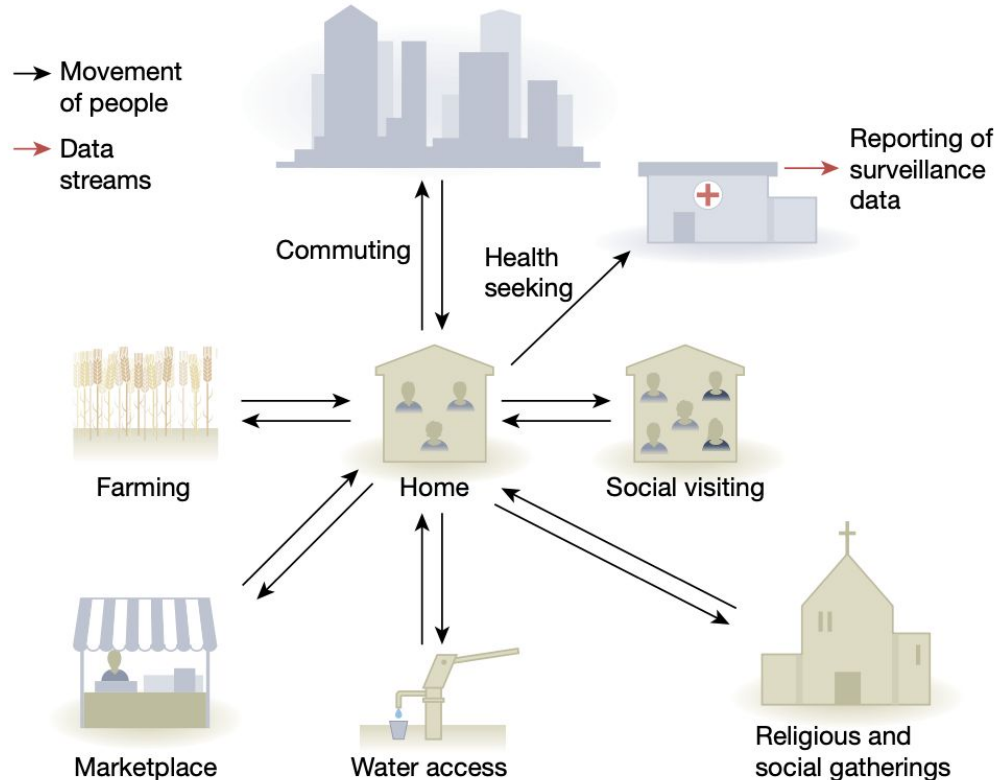 Movement
of people
Data
streams
Reporting of
surveillance
data
Commuting
Health
seeking
Farming
Home
Social visiting
Marketplace
Water access
Religious and
social gatherings